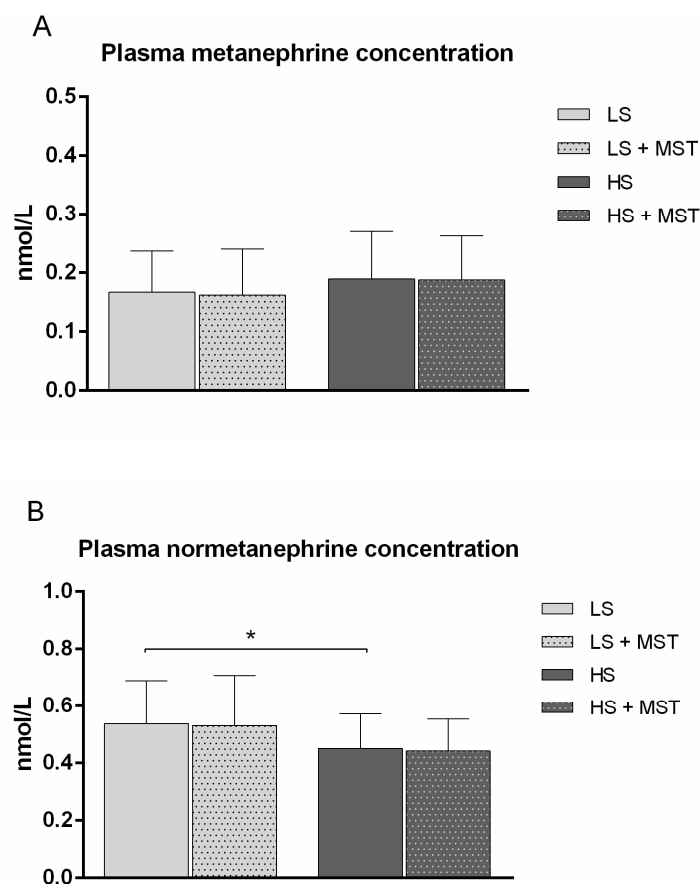 A
Plasma metanephrine concentration
0.5
0.4
0.3
0.2
0.1
0.0
nmol/L
LS
LS + MST
HS
HS + MST
B
Plasma normetanephrine concentration
1.0
0.8
0.6
0.4
0.2
0.0
nmol/L
*
LS
LS + MST
HS
HS + MST